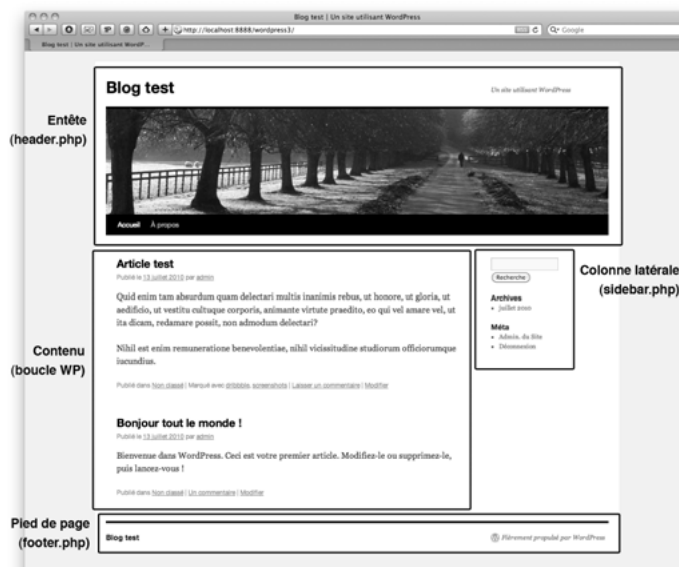 Blog test | Un site utilisant WordPress
http://localhost:8888/wordpress3/
Google
Blog test | Un site utilisant WordP...
Blog test
Un site utilisant WordPress
Entête
(header.php)
Accueil À propos
Article test
Publié le 13 juillet 2010 par admin
Quid enim tam absurdum quam delectari multis inanimis rebus, ut honore, ut gloria, ut
aedificio, ut vestitu cultuque corporis, animante virtute praedito, eo qui vel amare vel, ut
ita dicam, redamare possit, non admodum delectari?
Nihil est enim remuneratione benevolentiae, nihil vicissitudine studiorum officiorumque
iucundius.
Publié dans Non classé | Marqué avec dribbble, screenshots | Laisser un commentaire | Modifier
Contenu
(boucle WP)
Bonjour tout le monde !
Publié le 13 juillet 2010 par admin
Bienvenue dans WordPress. Ceci est votre premier article. Modifiez-le ou supprimez-le,
puis lancez-vous !
Publié dans Non classé | Un commentaire | Modifier
Recherche
Archives
juillet 2010
Méta
Admin. du Site
Déconnexion
Colonne latérale
(sidebar.php)
Pied de page
(footer.php)
Blog test
Fièrement propulsé par WordPress